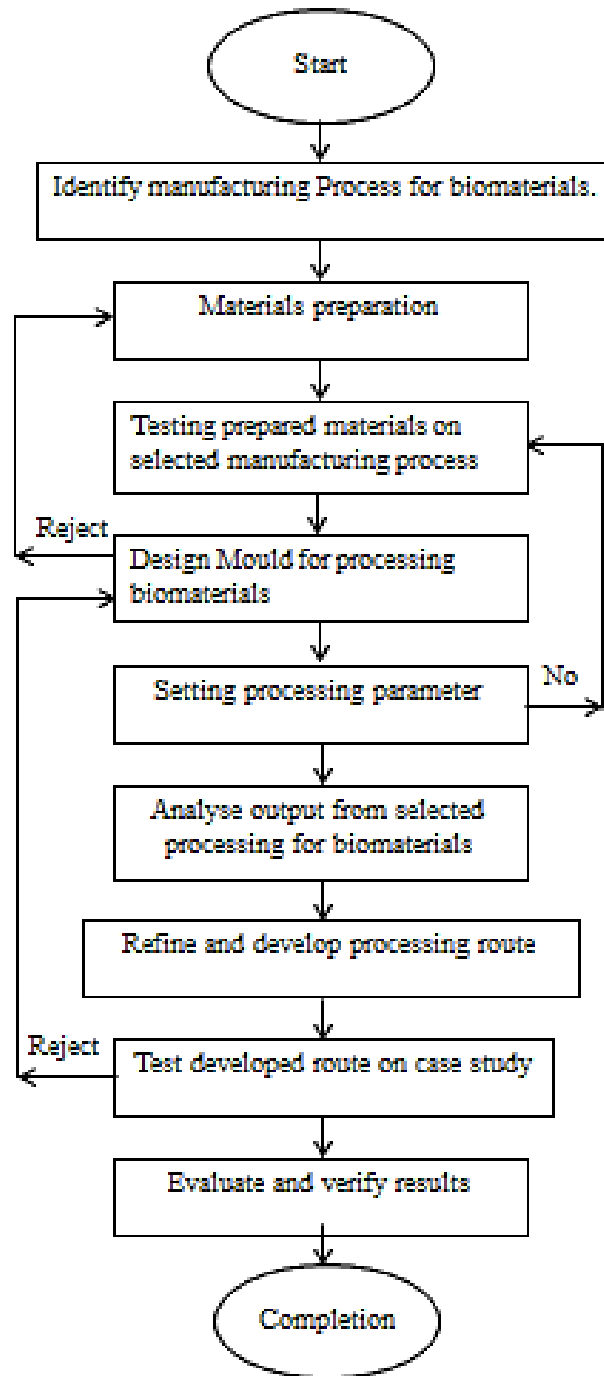 Start
Identify manufacturing Process for biomaterials.
Materials preparation
Testing prepared materials on
selected manufacturing process
Reject
Design Mould for processing
biomaterials
No
Setting processing parameter
Analyse output from selected
processing for biomaterials
Refine and develop processing route
Reject
Test developed route on case study
Evaluate and verify results
Completion